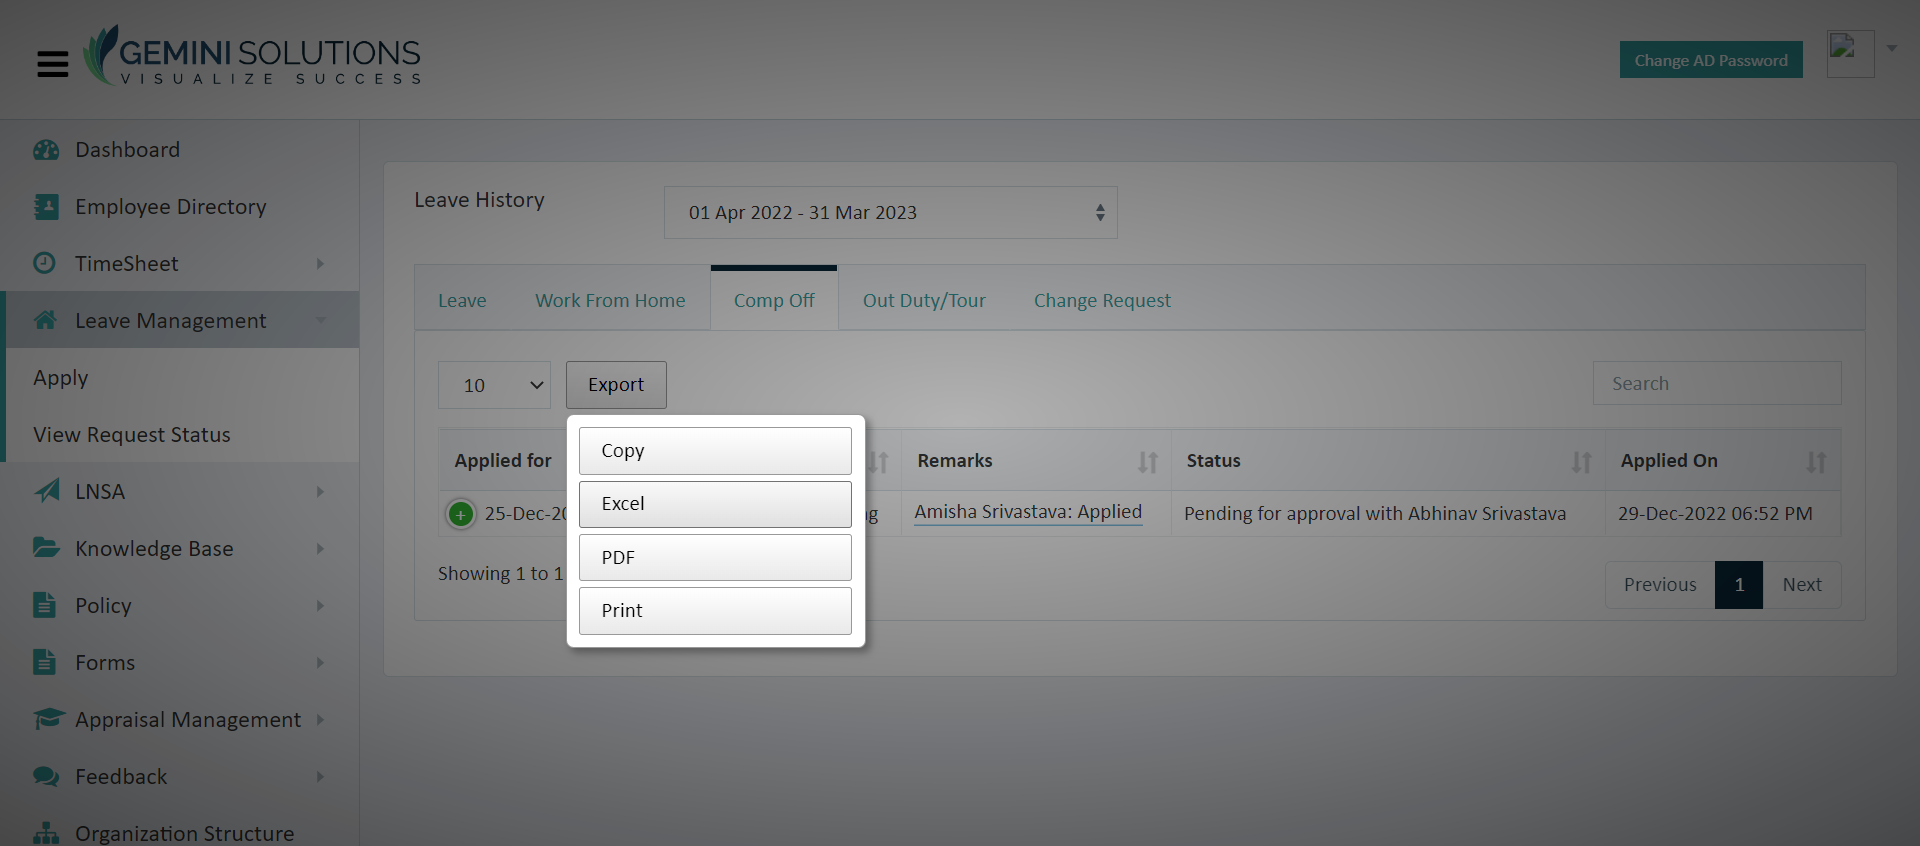 GEMINI SOLUTIONS
VISUALIZE SUCCESS
Change AD Password
Dashboard
Employee Directory
TimeSheet
Leave Management
Apply
View Request Status
LNSA
Knowledge Base
Policy
Forms
Appraisal Management
Feedback
Organization Structure
Leave History
01 Apr 2022 - 31 Mar 2023
Leave Work From Home Comp Off Out Duty/Tour Change Request
10 Export Search
Copy
Excel
PDF
Print
Applied for Remarks Status Applied On
25-Dec-20 Amisha Srivastava: Applied Pending for approval with Abhinav Srivastava 29-Dec-2022 06:52 PM
Showing 1 to 1
Previous 1 Next